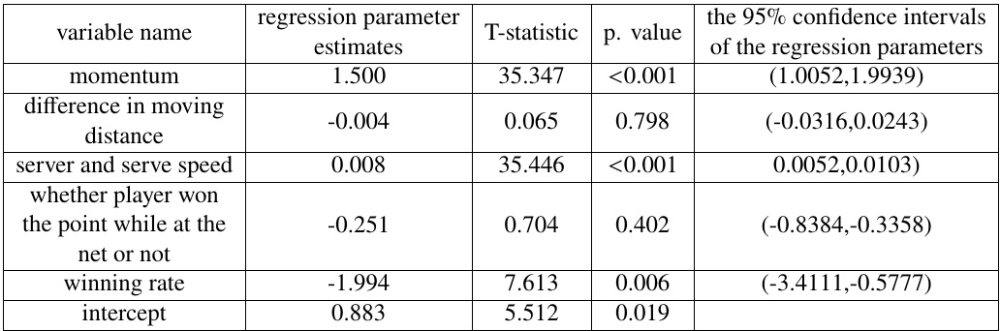 variable name regression parameter estimates T-statistic p. value the 95% confidence intervals of the regression parameters
momentum 1.500 35.347 <0.001 (1.0052,1.9939)
difference in moving distance -0.004 0.065 0.798 (-0.0316,0.0243)
server and serve speed 0.008 35.446 <0.001 0.0052,0.0103)
whether player won the point while at the net or not -0.251 0.704 0.402 (-0.8384,-0.3358)
winning rate -1.994 7.613 0.006 (-3.4111,-0.5777)
intercept 0.883 5.512 0.019